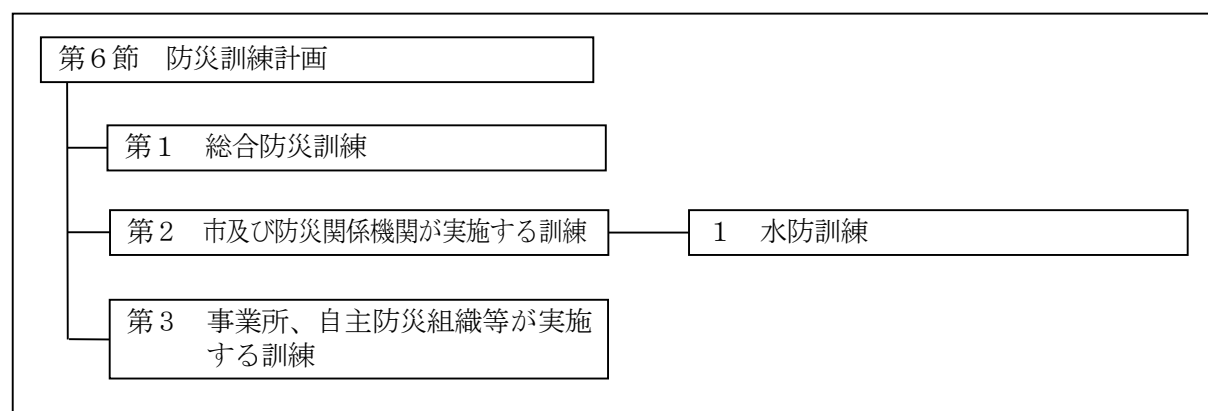 第6節　防災訓練計画
第１　総合防災訓練
第２　市及び防災関係機関が実施する訓練
１　水防訓練
第３　事業所、自主防災組織等が実施
する訓練